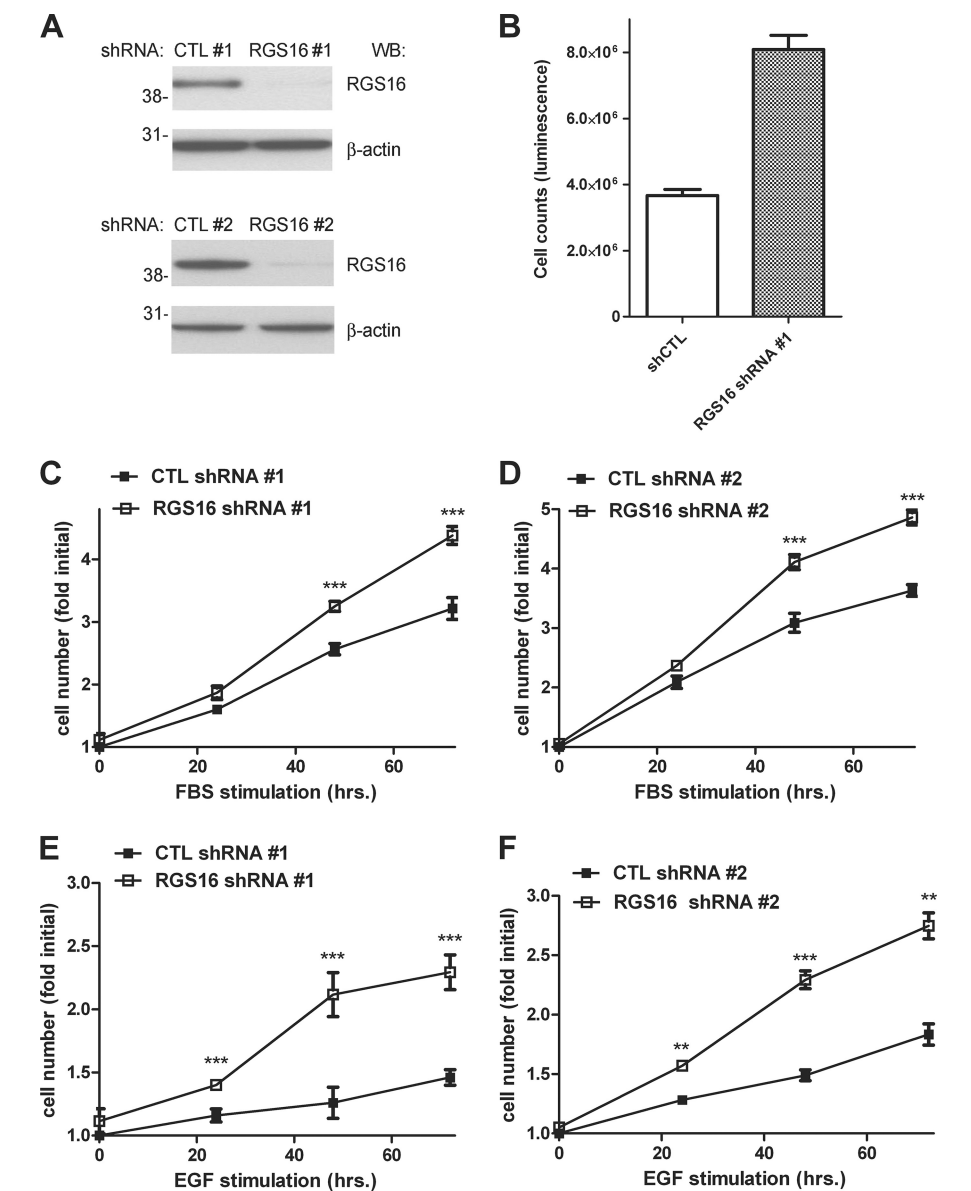 A
shRNA: CTL #1 RGS16 #1 WB:
RGS16
38-
31-
β-actin
shRNA: CTL #2 RGS16 #2
RGS16
38-
31-
β-actin
B
Cell counts (luminescence)
8.0×10⁶
6.0×10⁶
4.0×10⁶
2.0×10⁶
0
shCTL
RGS16 shRNA #1
C
CTL shRNA #1
RGS16 shRNA #1
cell number (fold initial)
4
3
2
1
***
***
0 20 40 60
FBS stimulation (hrs.)
D
CTL shRNA #2
RGS16 shRNA #2
cell number (fold initial)
5
4
3
2
1
***
***
0 20 40 60
FBS stimulation (hrs.)
E
CTL shRNA #1
RGS16 shRNA #1
cell number (fold initial)
3.0
2.5
2.0
1.5
1.0
***
***
***
0 20 40 60
EGF stimulation (hrs.)
F
CTL shRNA #2
RGS16 shRNA #2
cell number (fold initial)
3.0
2.5
2.0
1.5
1.0
**
***
**
0 20 40 60
EGF stimulation (hrs.)